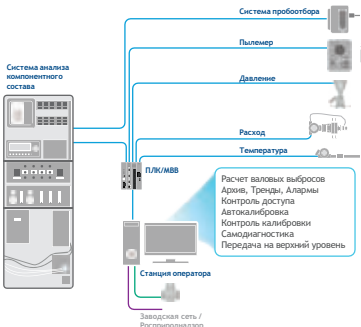 Система пробоотбора
Пылемер
Система анализа
компонентного
состава
Давление
Расход
Температура
ПЛК/МВВ
Расчет валовых выбросов
Архив, Тренды, Алармы
Контроль доступа
Автокалибровка
Контроль калибровки
Самодиагностика
Передача на верхний уровень
Станция оператора
Заводская сеть /
Росприроднадзор